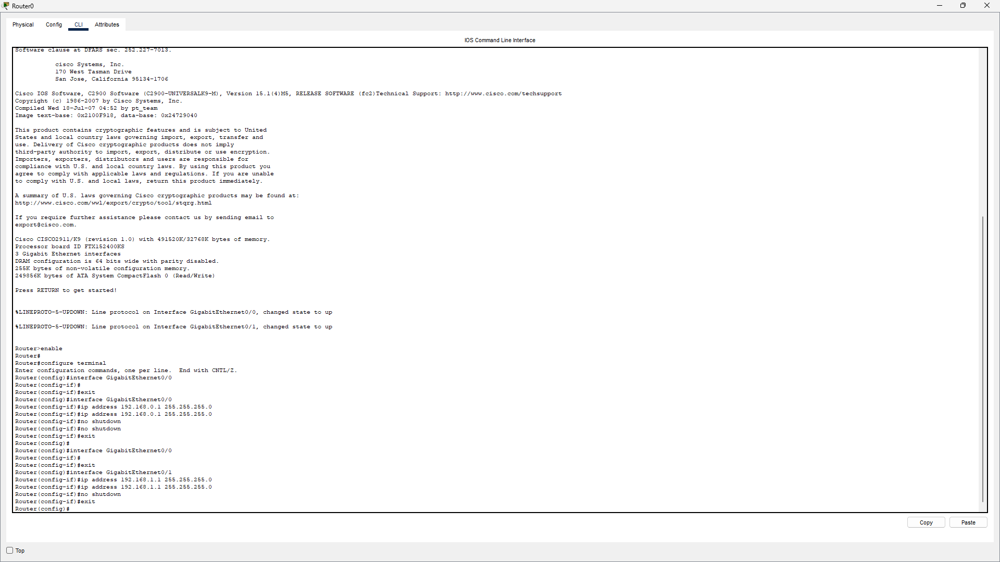 Router0
Physical Config CLI Attributes
IOS Command Line Interface
Software clause at DFARS sec. 252.227-7013.
cisco Systems, Inc.
170 West Tasman Drive
San Jose, California 95134-1706
Cisco IOS Software, C2900 Software (C2900-UNIVERSALK9-M), Version 15.1(4)M5, RELEASE SOFTWARE (fc2)Technical Support: http://www.cisco.com/techsupport
Copyright (c) 1986-2007 by Cisco Systems, Inc.
Compiled Wed 18-Jul-07 04:52 by pt_team
Image text-base: 0x2100F918, data-base: 0x24729040
This product contains cryptographic features and is subject to United
States and local country laws governing import, export, transfer and
use. Delivery of Cisco cryptographic products does not imply
third-party authority to import, export, distribute or use encryption.
Importers, exporters, distributors and users are responsible for
compliance with U.S. and local country laws. By using this product you
agree to comply with applicable laws and regulations. If you are unable
to comply with U.S. and local laws, return this product immediately.
A summary of U.S. laws governing Cisco cryptographic products may be found at:
http://www.cisco.com/wwl/export/crypto/tool/stqrg.html
If you require further assistance please contact us by sending email to
export@cisco.com.
Cisco CISCO2911/K9 (revision 1.0) with 491520K/32768K bytes of memory.
Processor board ID FTX152400KS
3 Gigabit Ethernet interfaces
DRAM configuration is 64 bits wide with parity disabled.
255K bytes of non-volatile configuration memory.
249856K bytes of ATA System CompactFlash 0 (Read/Write)
Press RETURN to get started!
%LINEPROTO-5-UPDOWN: Line protocol on Interface GigabitEthernet0/0, changed state to up
%LINEPROTO-5-UPDOWN: Line protocol on Interface GigabitEthernet0/1, changed state to up
Router>enable
Router#
Router#configure terminal
Enter configuration commands, one per line.  End with CNTL/Z.
Router(config)#interface GigabitEthernet0/0
Router(config-if)#
Router(config-if)#exit
Router(config)#interface GigabitEthernet0/0
Router(config-if)#ip address 192.168.0.1 255.255.255.0
Router(config-if)#ip address 192.168.0.1 255.255.255.0
Router(config-if)#no shutdown
Router(config-if)#no shutdown
Router(config-if)#exit
Router(config)#
Router(config)#interface GigabitEthernet0/0
Router(config-if)#
Router(config-if)#exit
Router(config)#interface GigabitEthernet0/1
Router(config-if)#ip address 192.168.1.1 255.255.255.0
Router(config-if)#ip address 192.168.1.1 255.255.255.0
Router(config-if)#no shutdown
Router(config-if)#exit
Router(config)#
Copy Paste
Top